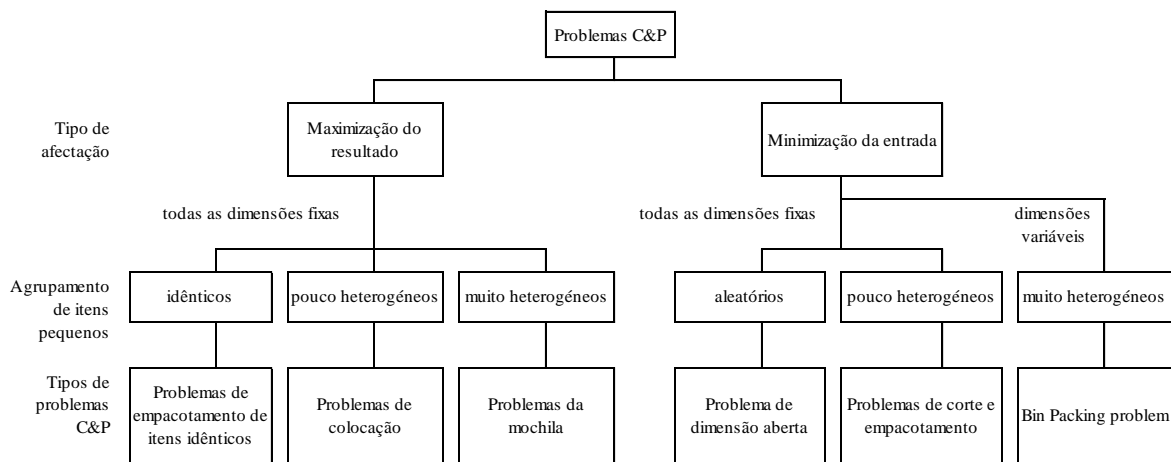 Problemas C&P
Tipo de
afectação
Maximização do
resultado
Minimização da entrada
todas as dimensões fixas
todas as dimensões fixas
dimensões
variáveis
Agrupamento
de itens
pequenos
idênticos
pouco heterogéneos
muito heterogéneos
aleatórios
pouco heterogéneos
muito heterogéneos
Tipos de
problemas
C&P
Problemas de
empacotamento de
itens idênticos
Problemas de
colocação
Problemas da
mochila
Problema de
dimensão aberta
Problemas de corte e
empacotamento
Bin Packing problem